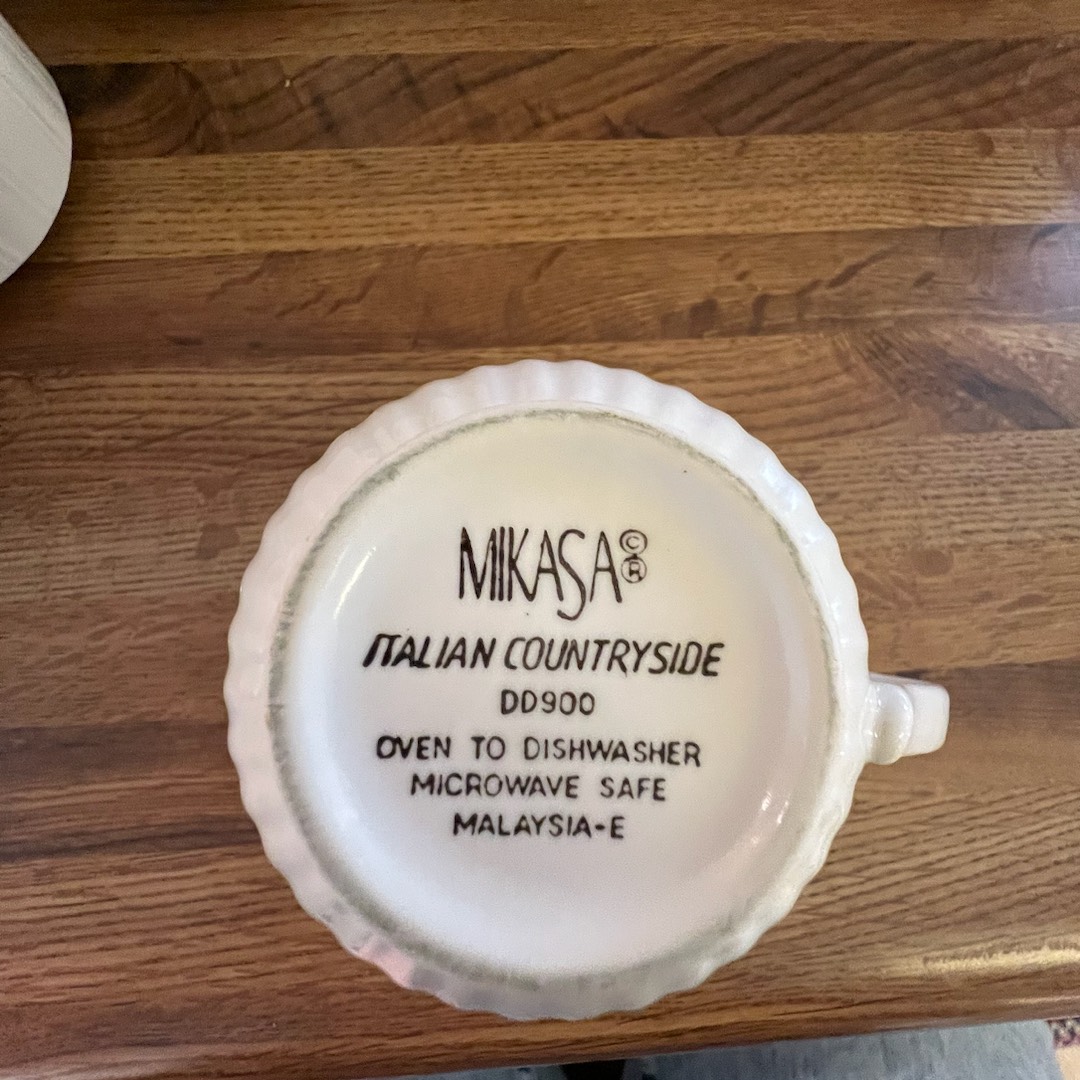 MIKASA ©®
ITALIAN COUNTRYSIDE
DD900
OVEN TO DISHWASHER
MICROWAVE SAFE
MALAYSIA-E